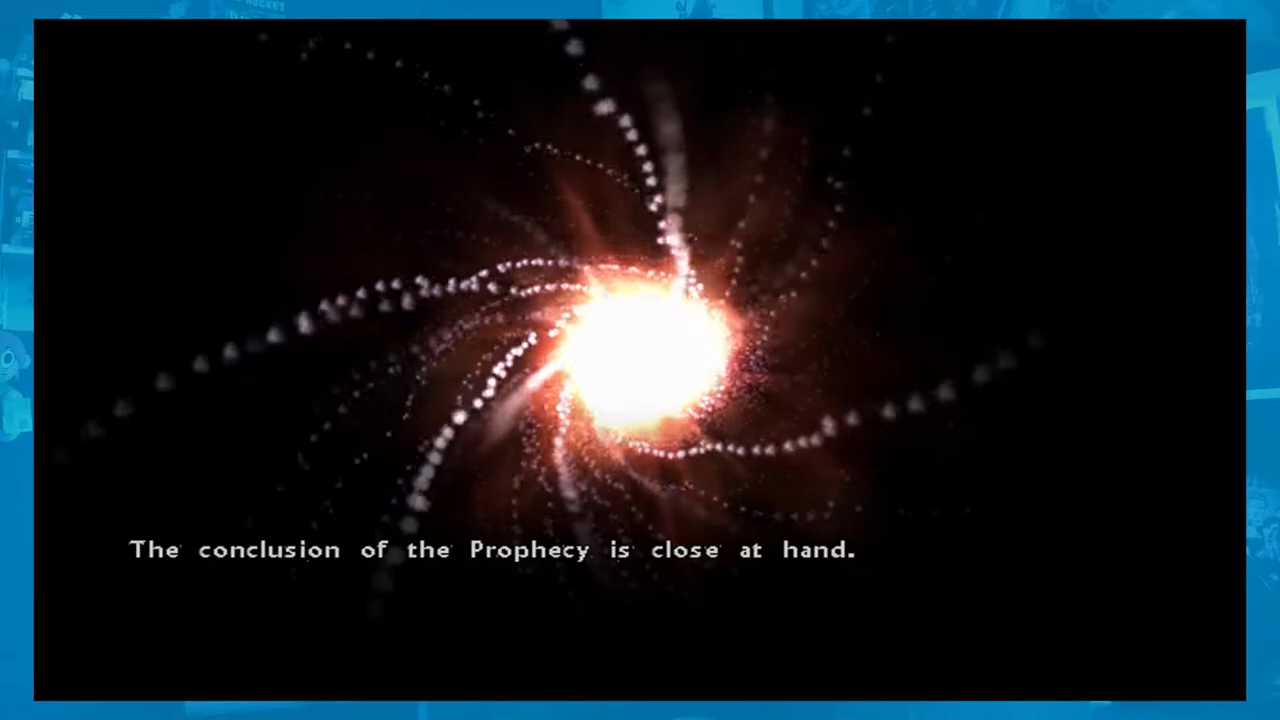 The conclusion of the Prophecy is close at hand.